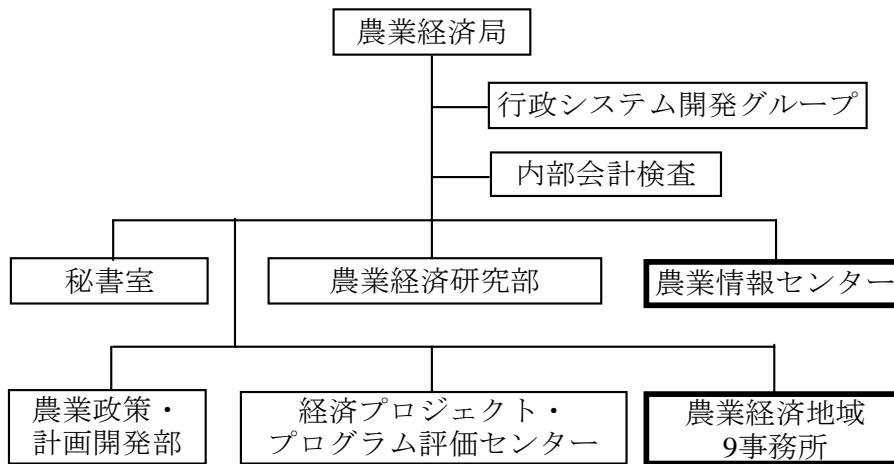 農業経済局
行政システム開発グループ
内部会計検査
秘書室
農業経済研究部
農業情報センター
農業政策・
計画開発部
経済プロジェクト・
プログラム評価センター
農業経済地域
9事務所